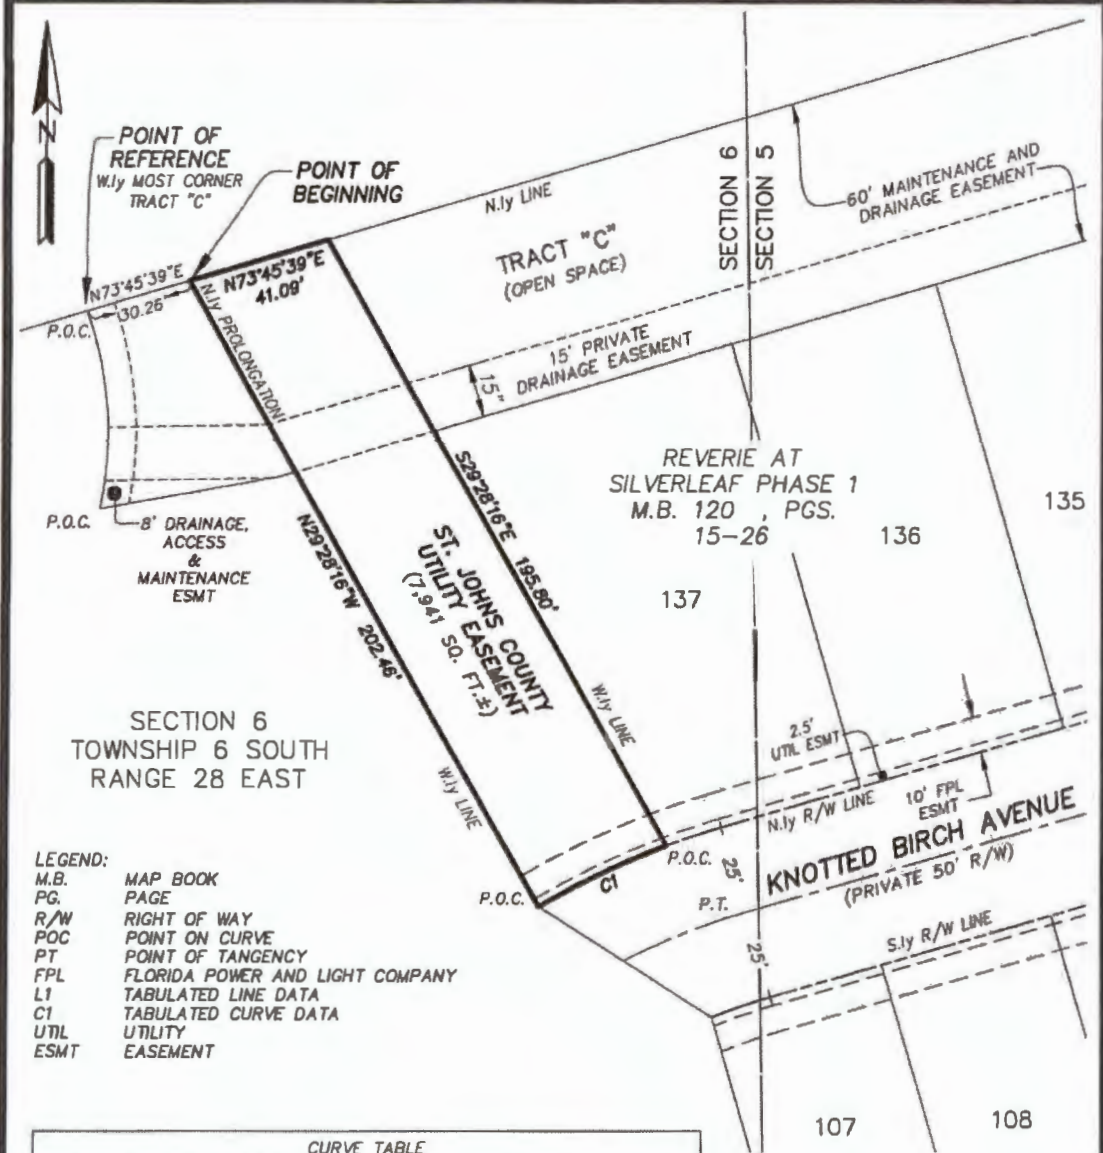 N
POINT OF
REFERENCE
W.ly MOST CORNER
TRACT "C"
POINT OF
BEGINNING
N.ly LINE
SECTION 6
SECTION 5
60' MAINTENANCE AND
DRAINAGE EASEMENT
TRACT "C"
(OPEN SPACE)
N73°45'39"E
30.26
P.O.C.
N73°45'39"E
41.09'
N.ly PROLONGATION
15' PRIVATE
DRAINAGE EASEMENT
15"
REVERIE AT
SILVERLEAF PHASE 1
M.B. 120 , PGS.
15-26
135
136
137
P.O.C.
8' DRAINAGE,
ACCESS
&
MAINTENANCE
ESMT
S29°28'16"E 195.80'
N29°28'16"W 202.46'
ST. JOHNS COUNTY
UTILITY EASEMENT
(7,941 SQ. FT.±)
W.ly LINE
W.ly LINE
SECTION 6
TOWNSHIP 6 SOUTH
RANGE 28 EAST
2.5'
UTIL ESMT
N.ly R/W LINE
10' FPL
ESMT
KNOTTED BIRCH AVENUE
(PRIVATE 50' R/W)
P.O.C.
25'
P.T.
C1
P.O.C.
25'
S.ly R/W LINE
LEGEND:
M.B. MAP BOOK
PG. PAGE
R/W RIGHT OF WAY
POC POINT ON CURVE
PT POINT OF TANGENCY
FPL FLORIDA POWER AND LIGHT COMPANY
L1 TABULATED LINE DATA
C1 TABULATED CURVE DATA
UTIL UTILITY
ESMT EASEMENT
107
108
CURVE TABLE